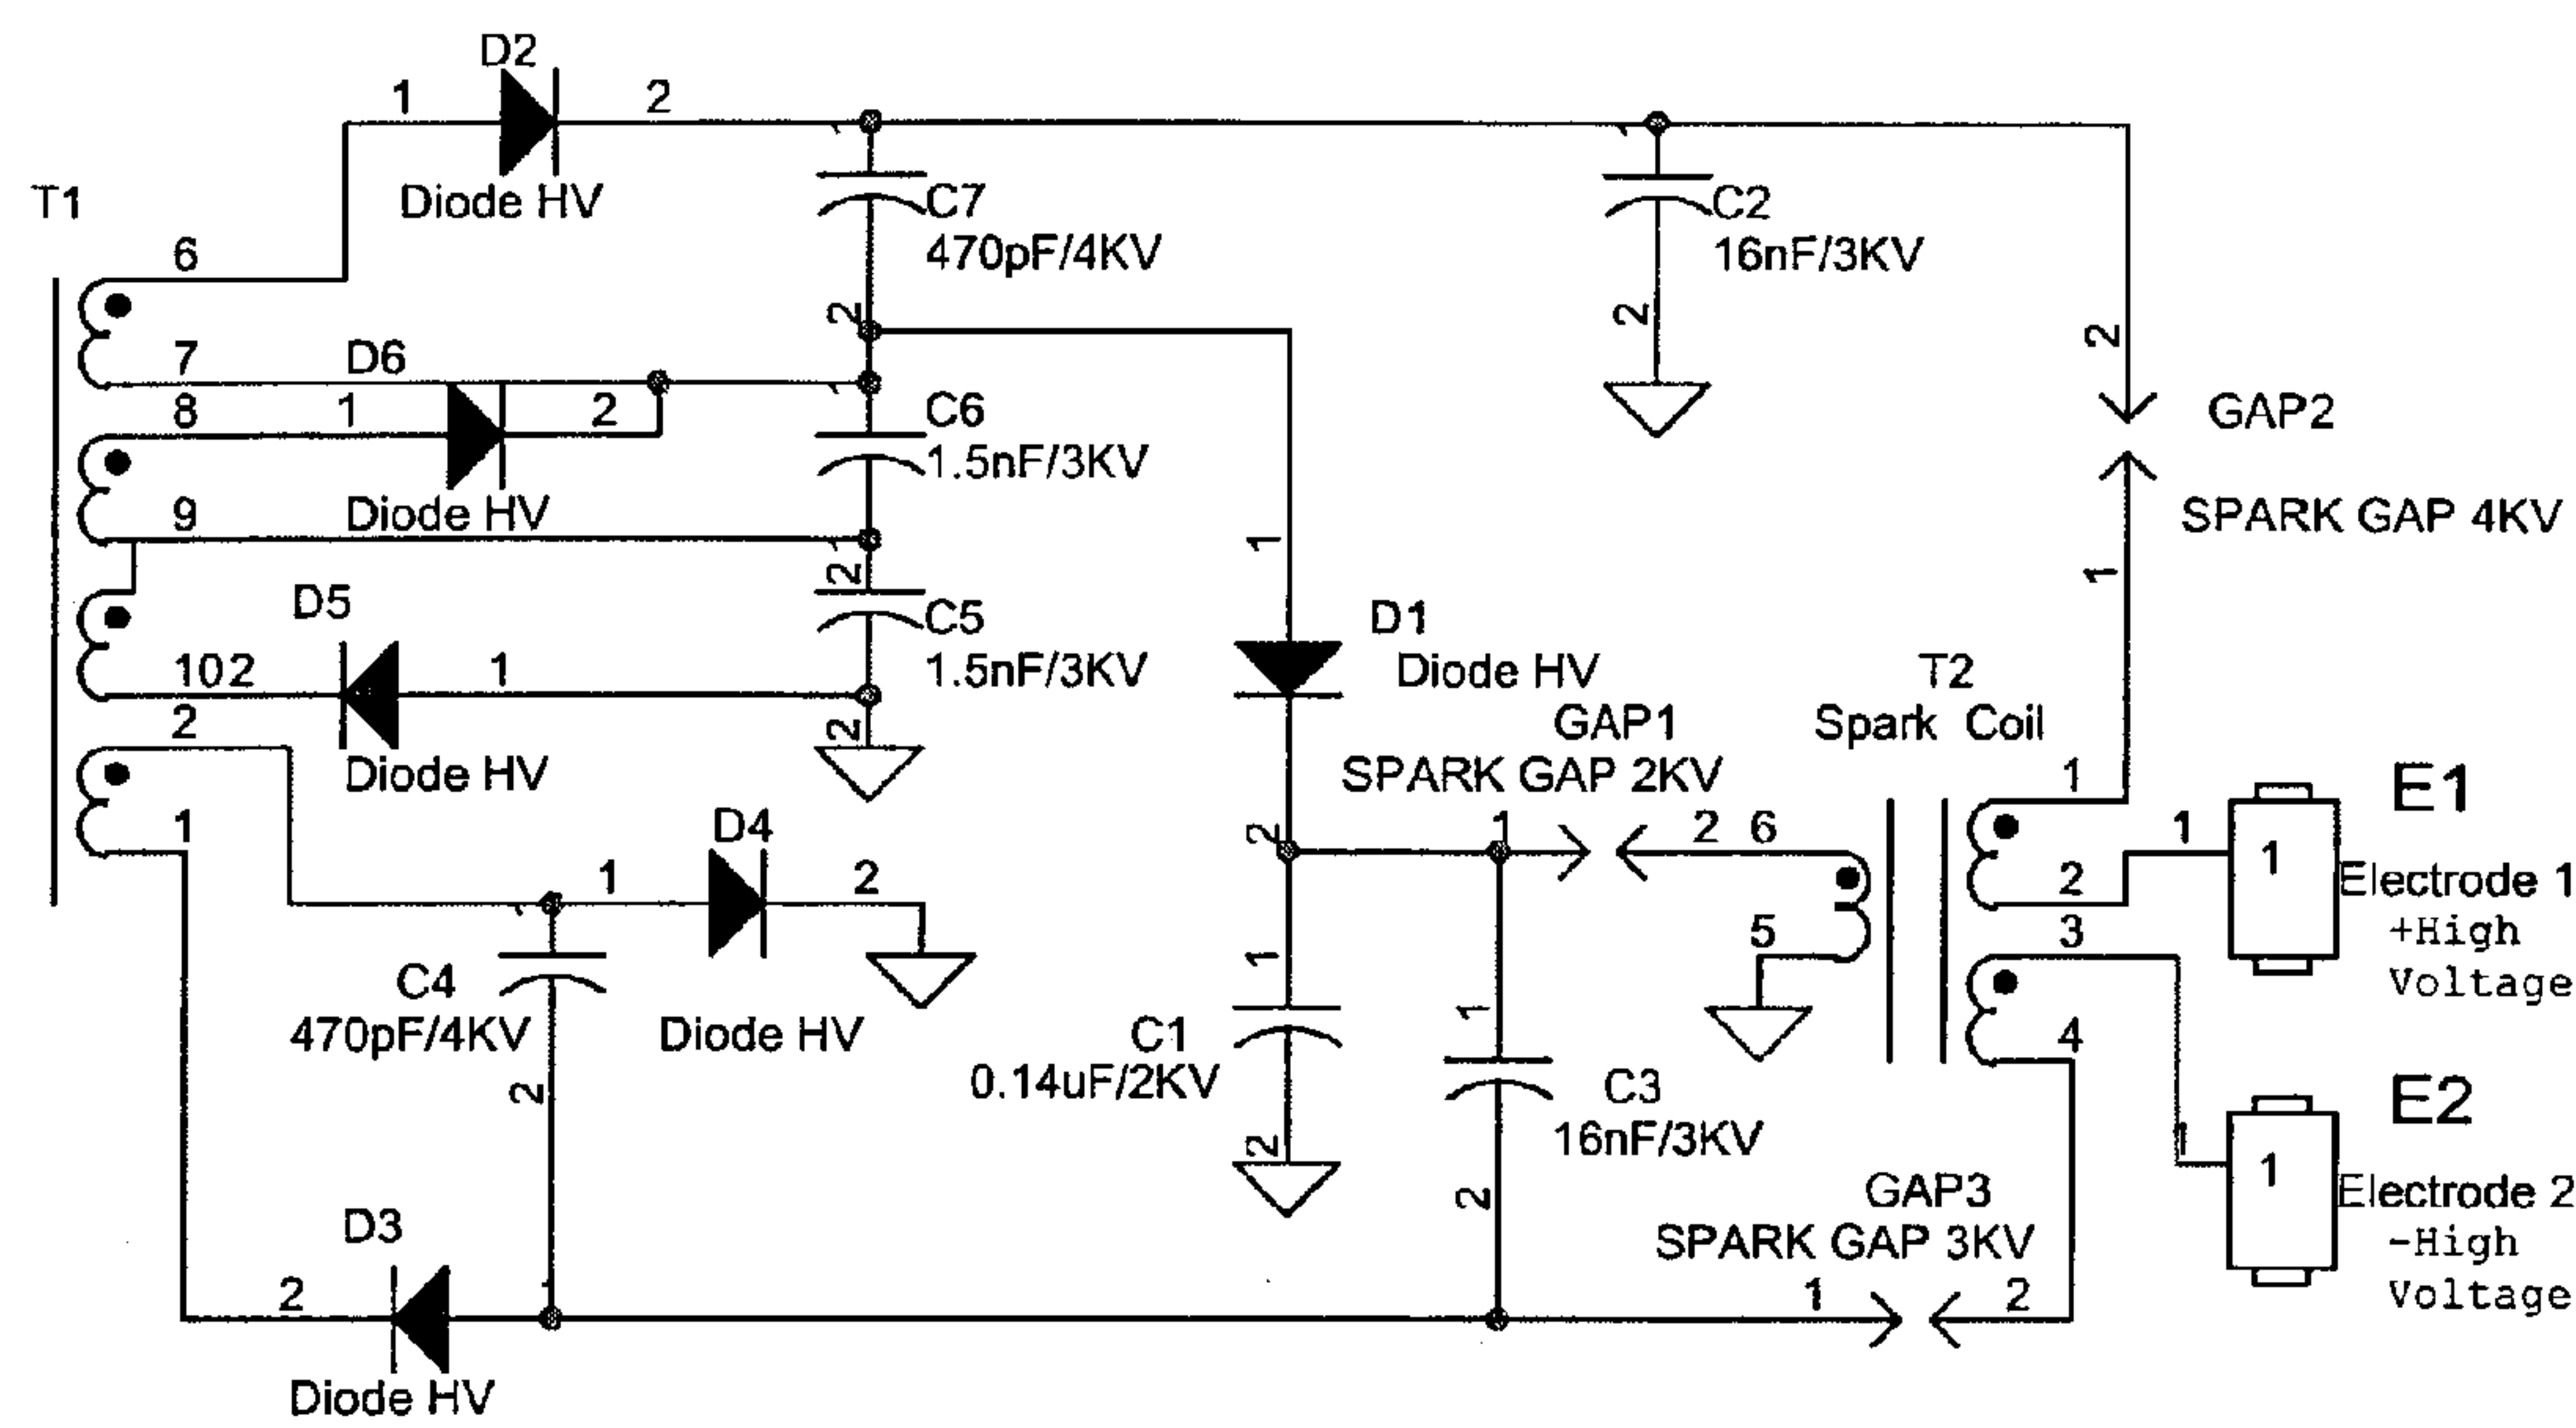 D2
1
2
T1
Diode HV
C7
470pF/4KV
C2
16nF/3KV
6
2
2
2
7
D6
8
1
2
C6
1.5nF/3KV
GAP2
9
Diode HV
SPARK GAP 4KV
1
2
1
D5
C5
1.5nF/3KV
D1
Diode HV
102
1
T2
Spark Coil
2
2
Diode HV
GAP1
SPARK GAP 2KV
1
E1
1
D4
2
1
2
6
1
1
Electrode 1
+High
Voltage
1
2
2
5
3
C4
470pF/4KV
Diode HV
1
1
4
C1
0.14uF/2KV
C3
16nF/3KV
2
2
E2
1
1
Electrode 2
-High
Voltage
2
D3
GAP3
SPARK GAP 3KV
2
1
2
Diode HV